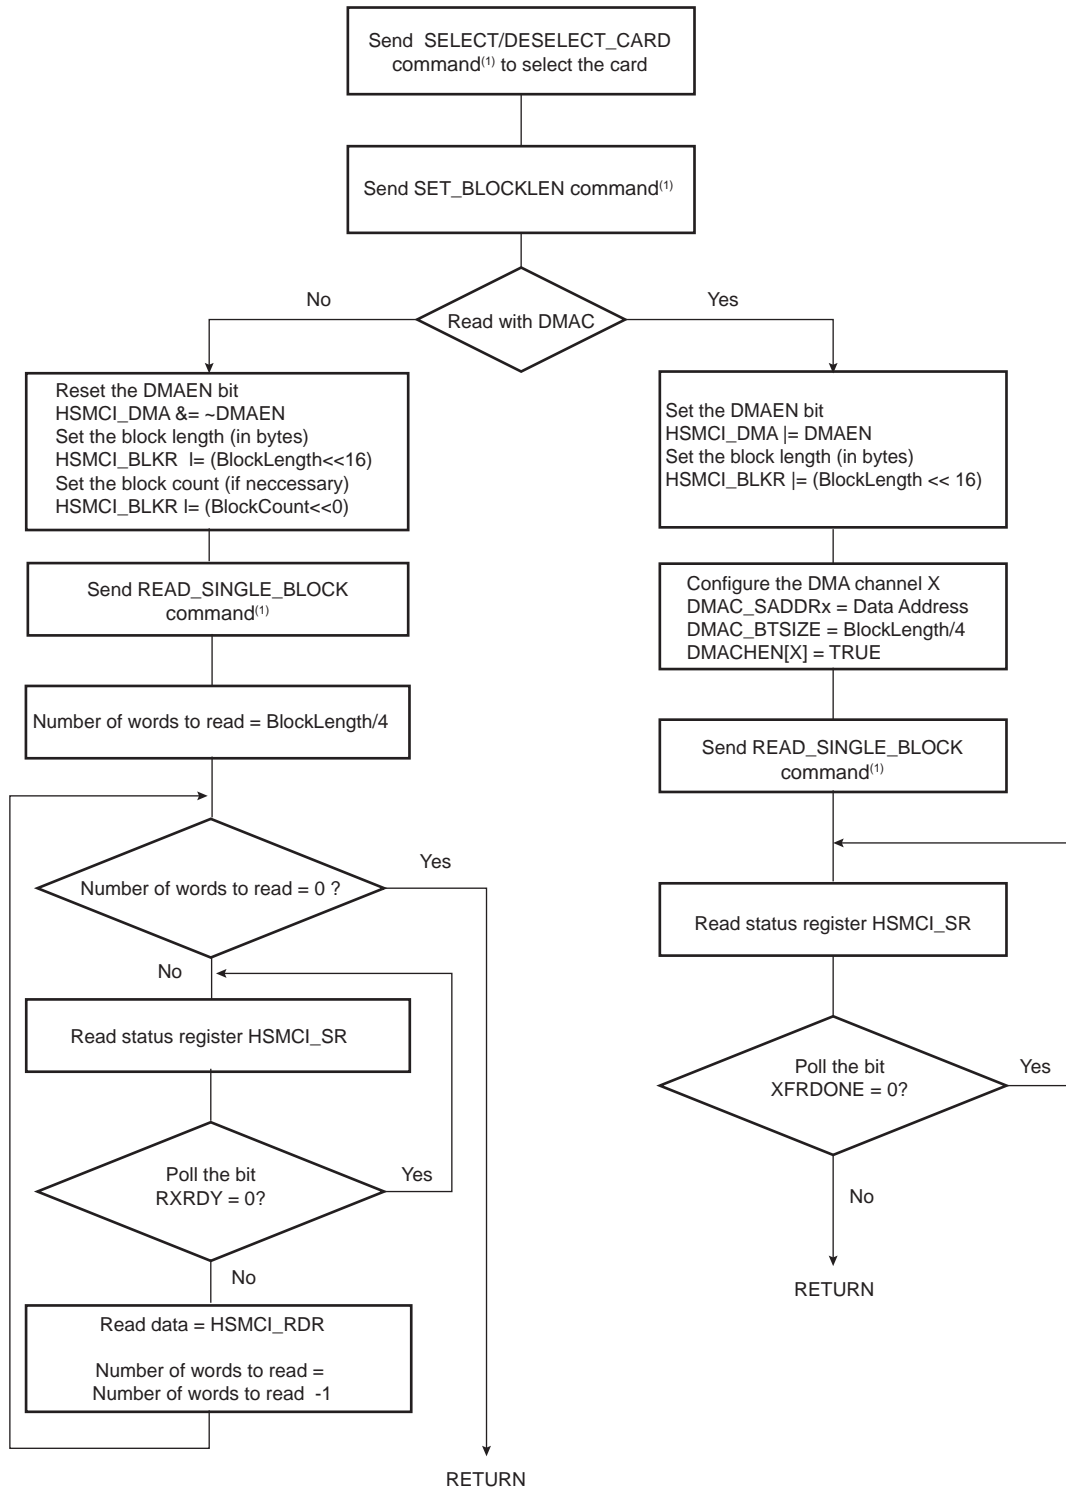 Send SELECT/DESELECT_CARD
command(1) to select the card
Send SET_BLOCKLEN command(1)
No
Yes
Read with DMAC
Reset the DMAEN bit
HSMCI_DMA &= ~DMAEN
Set the block length (in bytes)
HSMCI_BLKR |= (BlockLength<<16)
Set the block count (if neccessary)
HSMCI_BLKR |= (BlockCount<<0)
Send READ_SINGLE_BLOCK
command(1)
Number of words to read = BlockLength/4
Number of words to read = 0 ?
Yes
No
Read status register HSMCI_SR
Poll the bit
RXRDY = 0?
Yes
No
Read data = HSMCI_RDR
Number of words to read =
Number of words to read -1
RETURN
Set the DMAEN bit
HSMCI_DMA |= DMAEN
Set the block length (in bytes)
HSMCI_BLKR |= (BlockLength << 16)
Configure the DMA channel X
DMAC_SADDRx = Data Address
DMAC_BTSIZE = BlockLength/4
DMACHEN[X] = TRUE
Send READ_SINGLE_BLOCK
command(1)
Read status register HSMCI_SR
Poll the bit
XFRDONE = 0?
Yes
No
RETURN